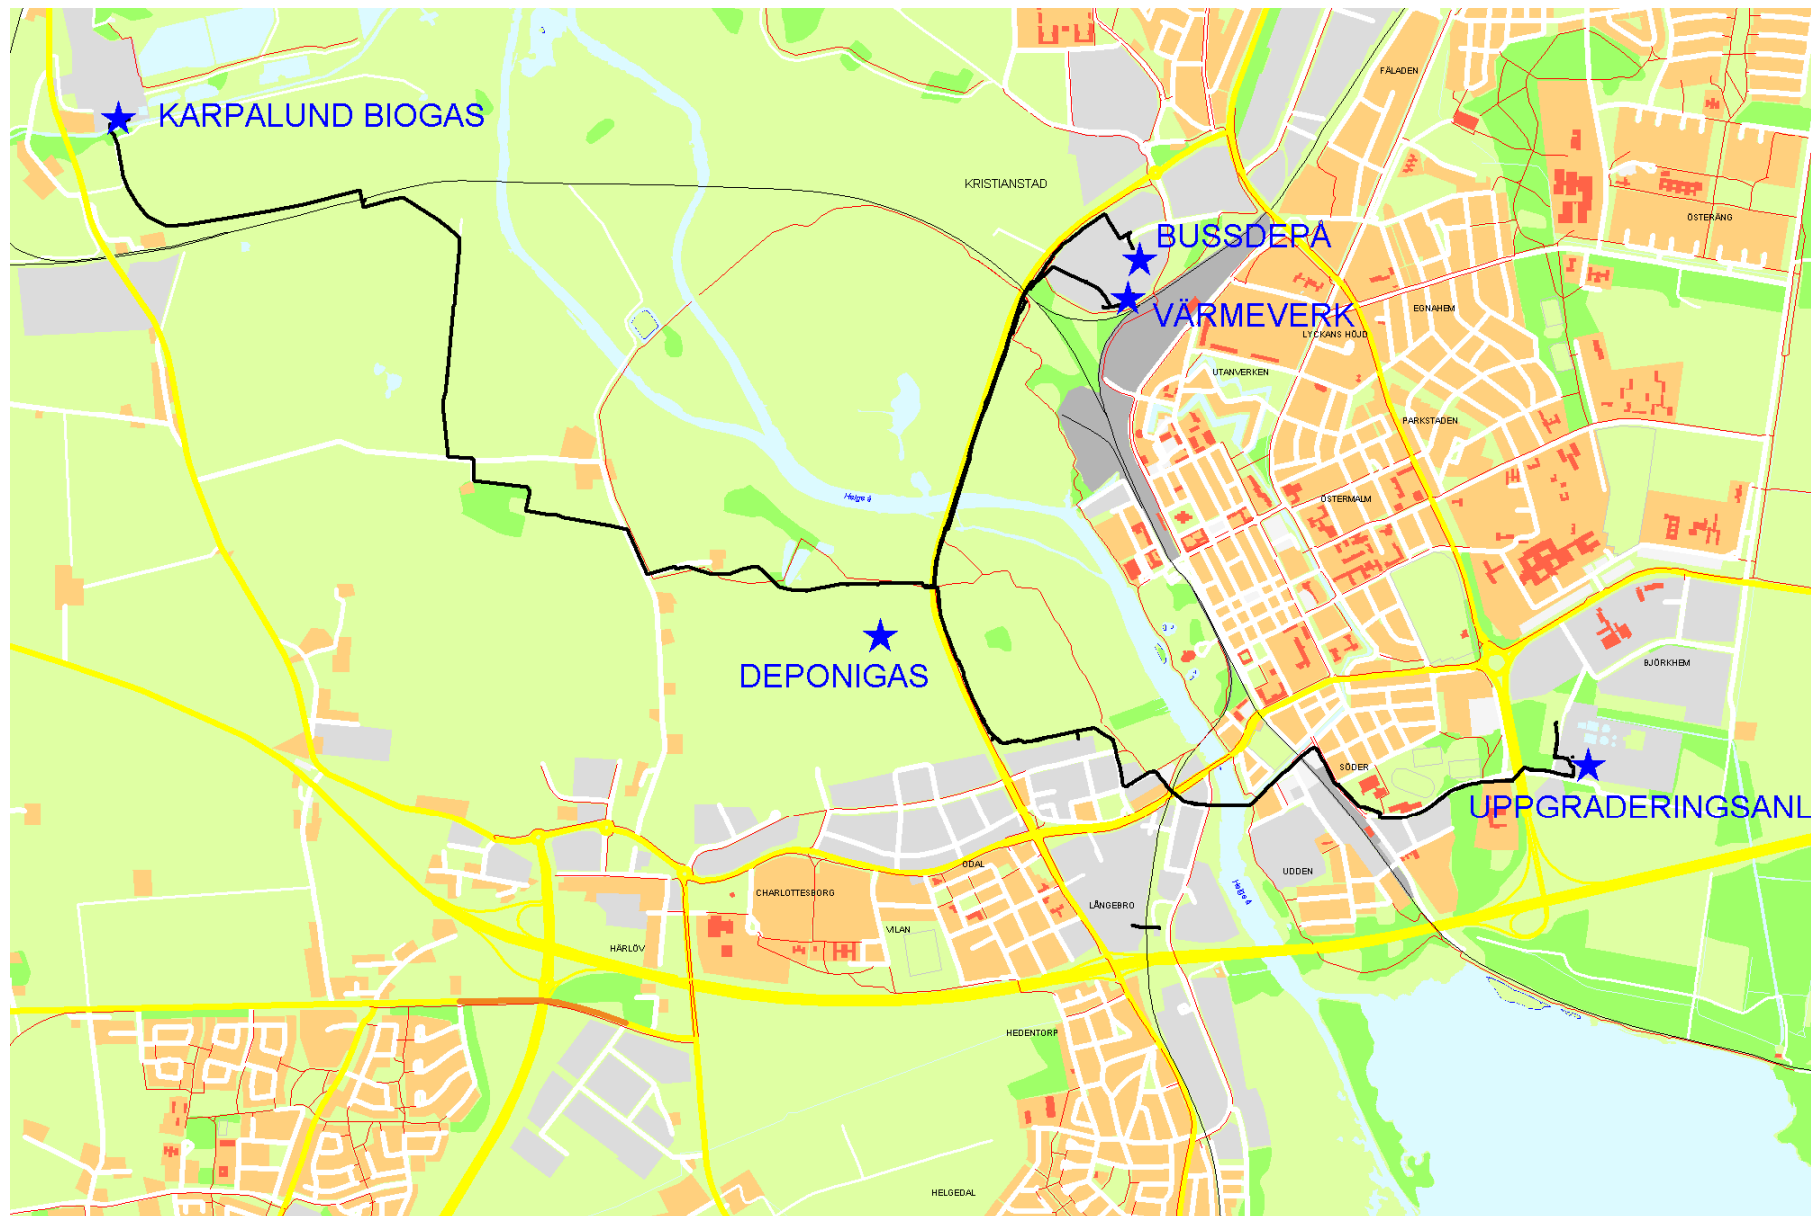 FÄLADEN
KARPALUND BIOGAS
KRISTIANSTAD
ÖSTERÄNG
BUSSDEPÅ
VÄRMEVERK
EGNAHEM
LYCKANS HÖJD
UTANVERKEN
PARKSTADEN
Helge å
ÖSTERMALM
DEPONIGAS
BJÖRKHEM
SÖDER
UPPGRADERINGSANL
ODAL
UDDEN
CHARLOTTESBORG
Helge å
LÅNGEBRO
VILAN
HÄRLÖV
HEDENTORP
HELGEDAL